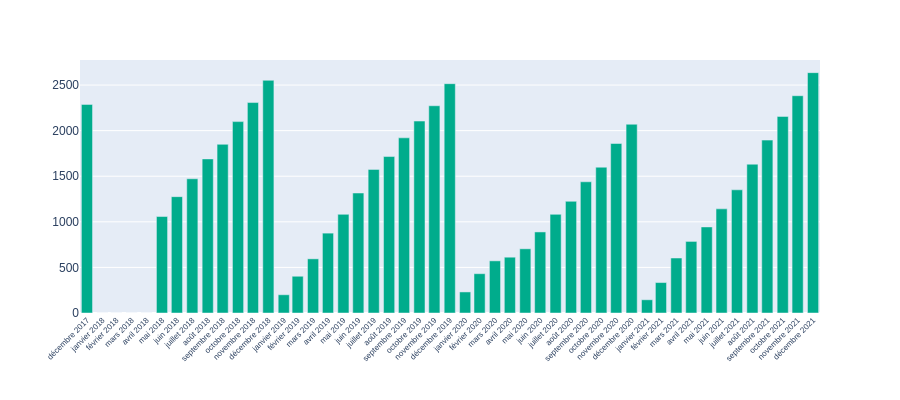 2500
2000
1500
1000
500
0
décembre 2017
janvier 2018
février 2018
mars 2018
avril 2018
mai 2018
juin 2018
juillet 2018
août 2018
septembre 2018
octobre 2018
novembre 2018
décembre 2018
janvier 2019
février 2019
mars 2019
avril 2019
mai 2019
juin 2019
juillet 2019
août 2019
septembre 2019
octobre 2019
novembre 2019
décembre 2019
janvier 2020
février 2020
mars 2020
avril 2020
mai 2020
juin 2020
juillet 2020
août 2020
septembre 2020
octobre 2020
novembre 2020
décembre 2020
janvier 2021
février 2021
mars 2021
avril 2021
mai 2021
juin 2021
juillet 2021
août 2021
septembre 2021
octobre 2021
novembre 2021
décembre 2021